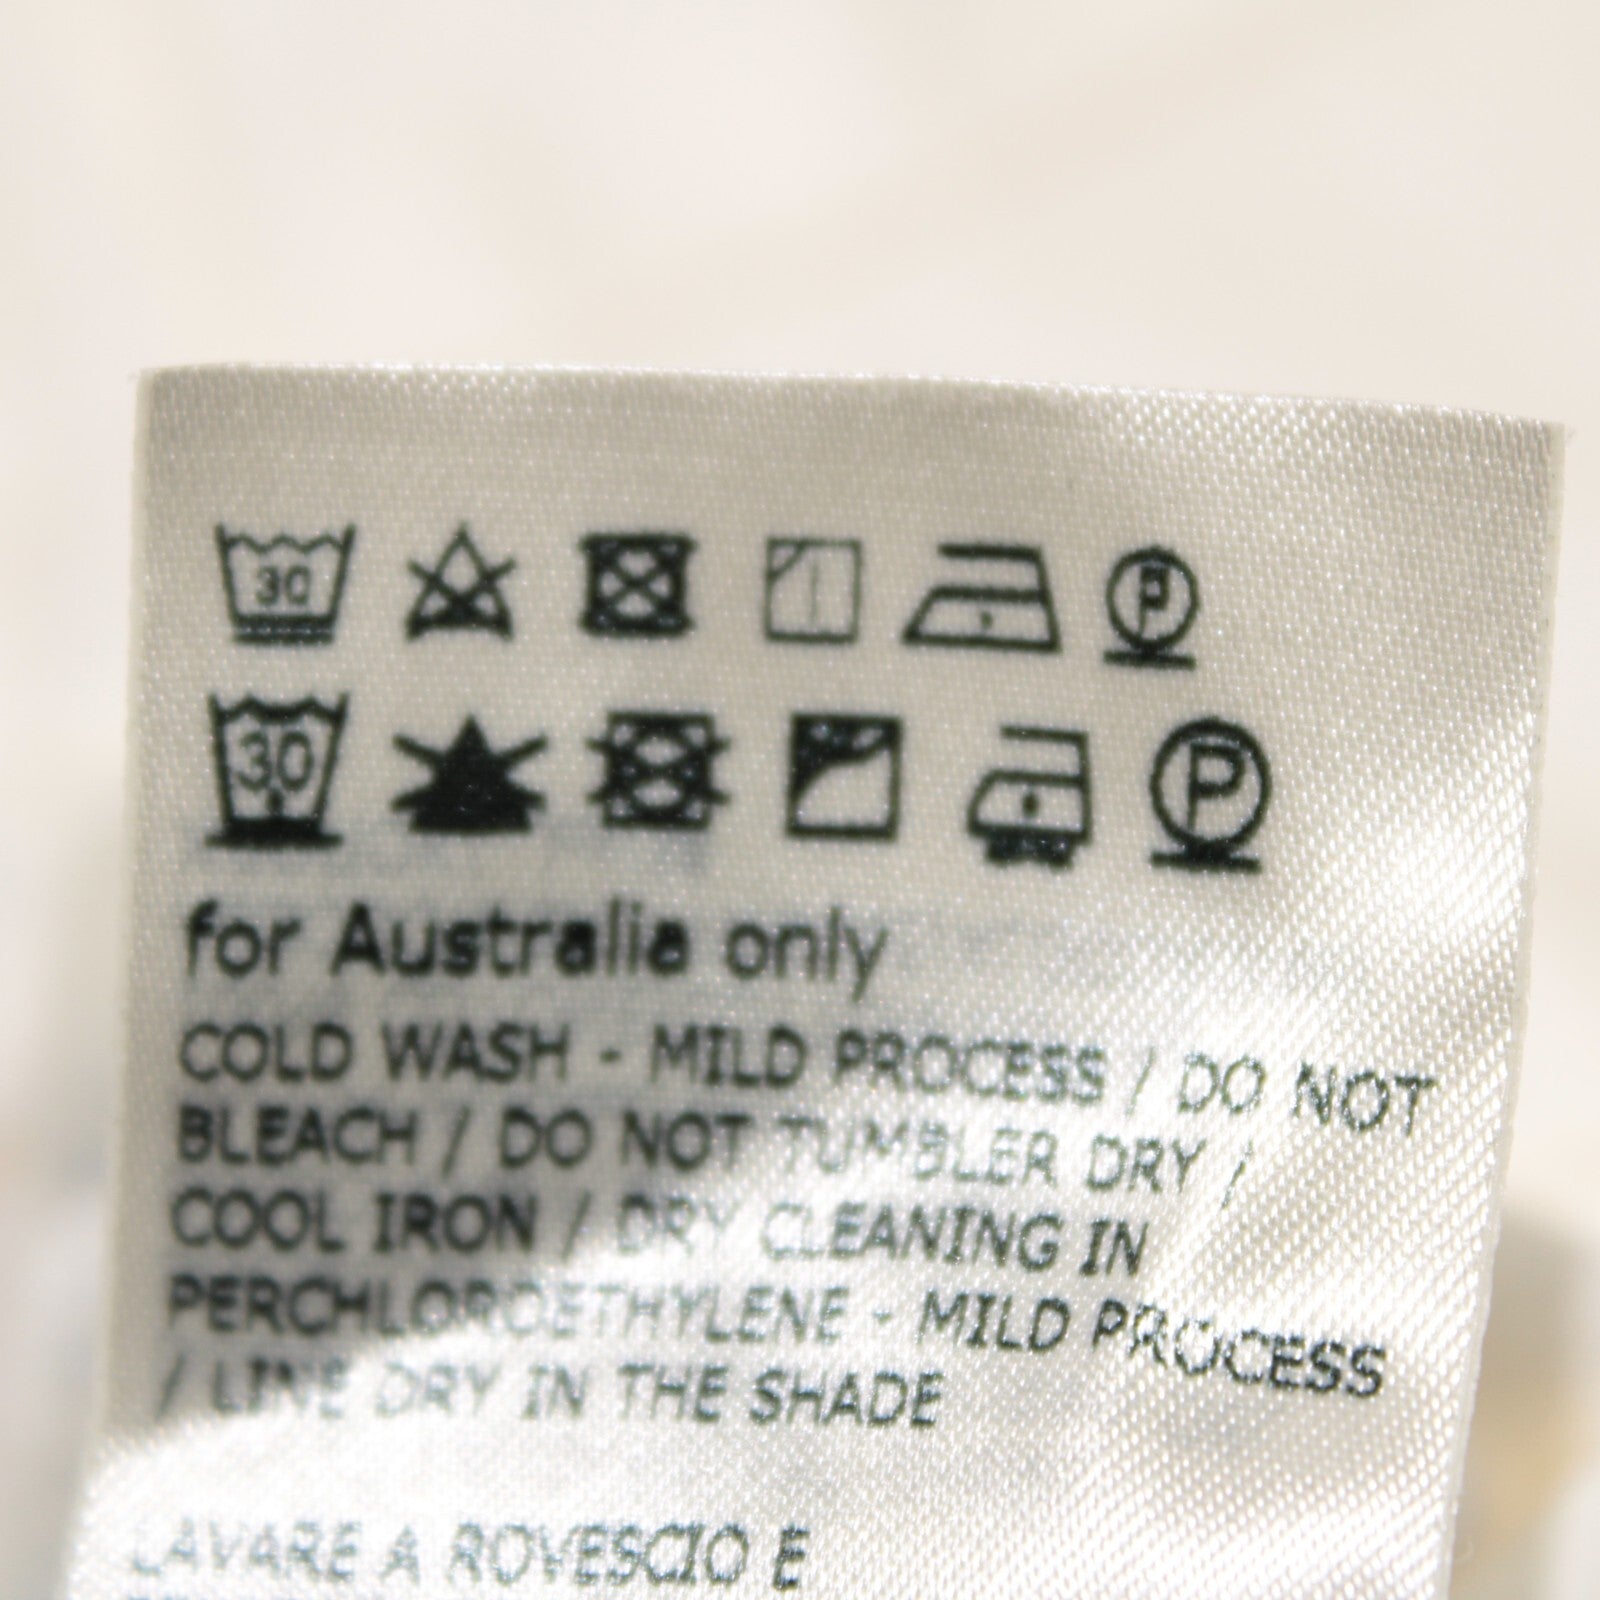 30
P
30
P
for Australia only
COLD WASH - MILD PROCESS / DO NOT
BLEACH / DO NOT TUMBLER DRY /
COOL IRON / DRY CLEANING IN
PERCHLOROETHYLENE - MILD PROCESS
/ LINE DRY IN THE SHADE
LAVARE A ROVESCIO E